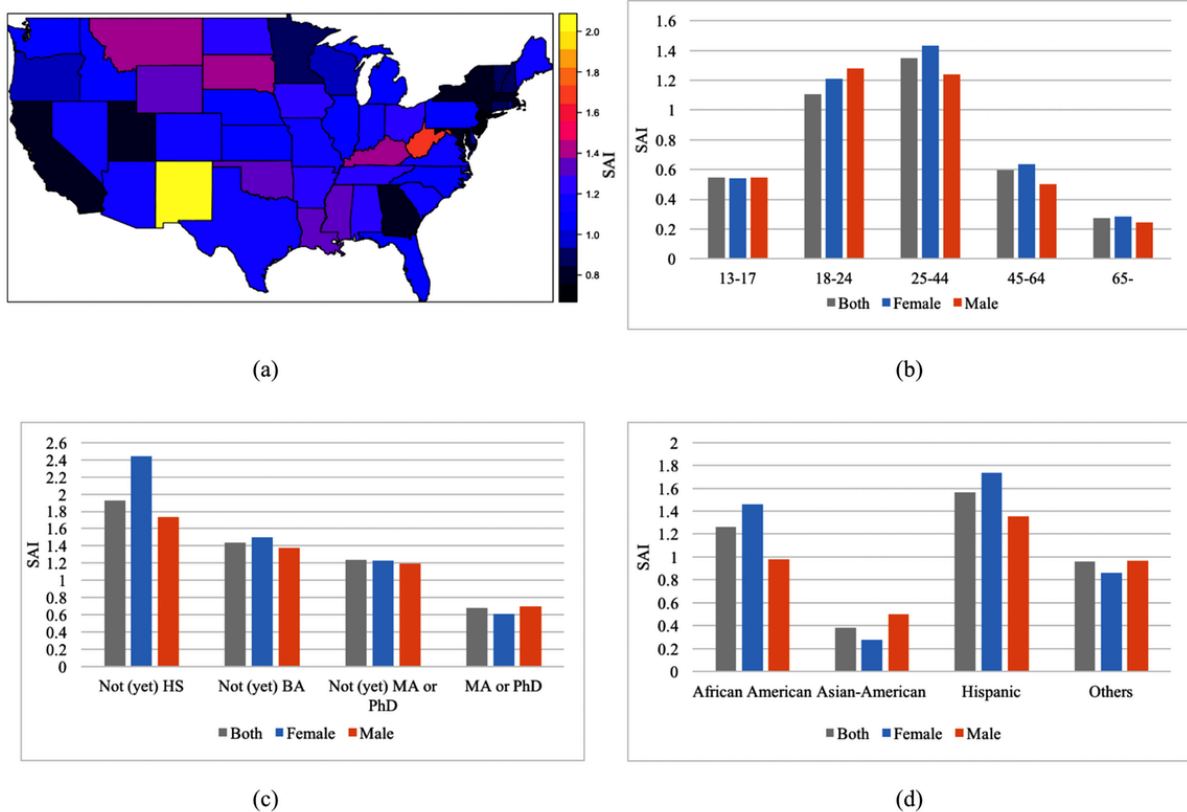 2.0
1.8
1.6
1.4
1.2
1.0
0.8
SAI
(a)
SAI
1.6
1.4
1.2
1
0.8
0.6
0.4
0.2
0
13-17 18-24 25-44 45-64 65-
Both Female Male
(b)
SAI
2.6
2.4
2.2
2
1.8
1.6
1.4
1.2
1
0.8
0.6
0.4
0.2
0
Not (yet) HS Not (yet) BA Not (yet) MA or PhD MA or PhD
Both Female Male
(c)
SAI
2
1.8
1.6
1.4
1.2
1
0.8
0.6
0.4
0.2
0
African American Asian-American Hispanic Others
Both Female Male
(d)